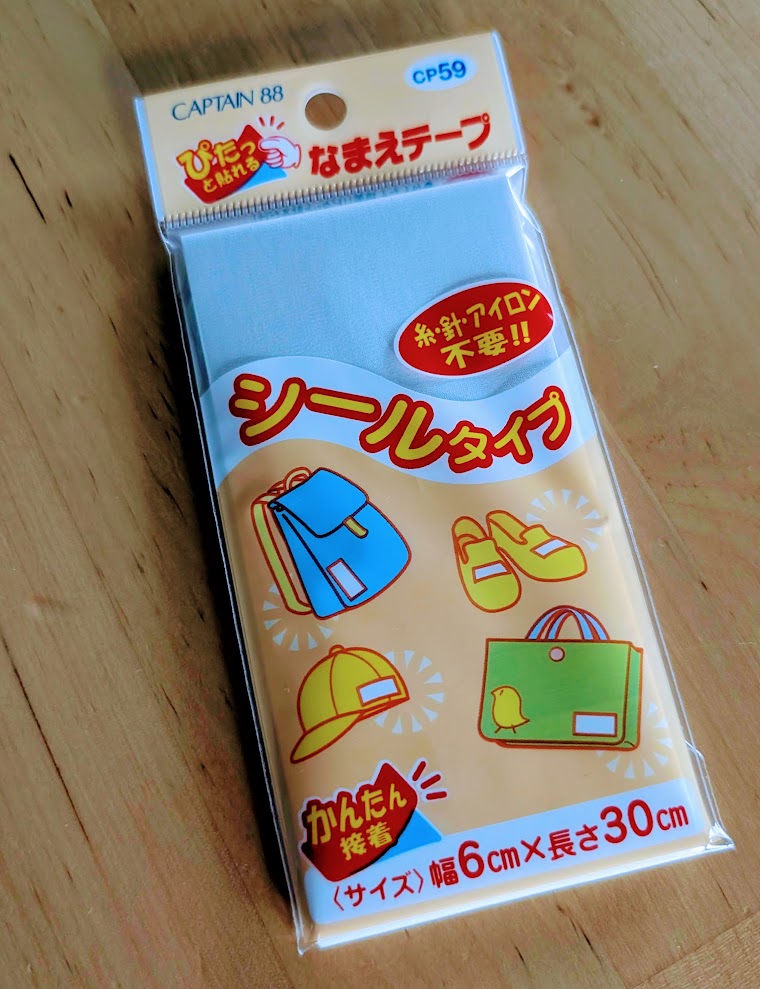 CAPTAIN 88
CP59
ぴたっ
と貼れる
なまえテープ
糸・針・アイロン
不要!!
シールタイプ
かんたん
接着
〈サイズ〉幅6cm×長さ30cm